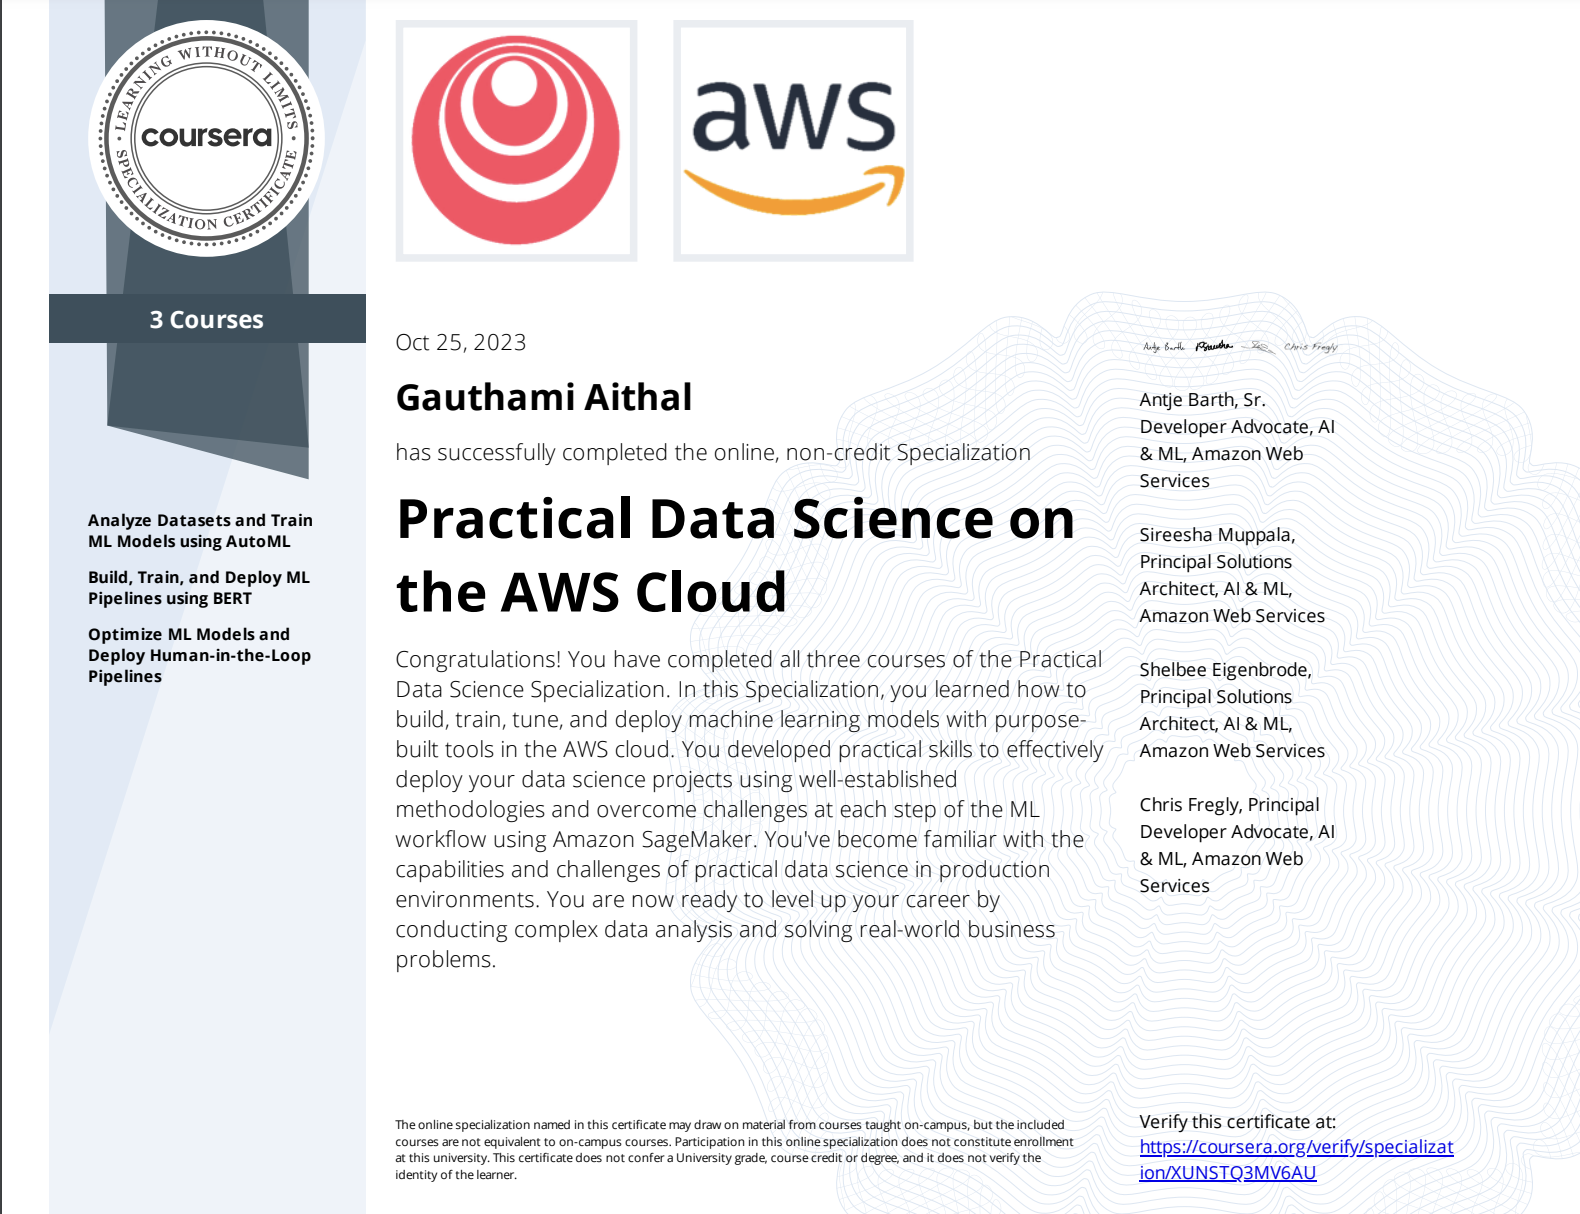 LEARNING WITHOUT LIMITS
coursera
SPECIALIZATION CERTIFICATE
aws
3 Courses
Analyze Datasets and Train
ML Models using AutoML
Build, Train, and Deploy ML
Pipelines using BERT
Optimize ML Models and
Deploy Human-in-the-Loop
Pipelines
Oct 25, 2023
Gauthami Aithal
has successfully completed the online, non-credit Specialization
Practical Data Science on
the AWS Cloud
Congratulations! You have completed all three courses of the Practical
Data Science Specialization. In this Specialization, you learned how to
build, train, tune, and deploy machine learning models with purpose-
built tools in the AWS cloud. You developed practical skills to effectively
deploy your data science projects using well-established
methodologies and overcome challenges at each step of the ML
workflow using Amazon SageMaker. You've become familiar with the
capabilities and challenges of practical data science in production
environments. You are now ready to level up your career by
conducting complex data analysis and solving real-world business
problems.
Antje Barth Chris Fregly
Antje Barth, Sr.
Developer Advocate, AI
& ML, Amazon Web
Services
Sireesha Muppala,
Principal Solutions
Architect, AI & ML,
Amazon Web Services
Shelbee Eigenbrode,
Principal Solutions
Architect, AI & ML,
Amazon Web Services
Chris Fregly, Principal
Developer Advocate, AI
& ML, Amazon Web
Services
The online specialization named in this certificate may draw on material from courses taught on-campus, but the included
courses are not equivalent to on-campus courses. Participation in this online specialization does not constitute enrollment
at this university. This certificate does not confer a University grade, course credit or degree, and it does not verify the
identity of the learner.
Verify this certificate at:
https://coursera.org/verify/specializat
ion/XUNSTQ3MV6AU